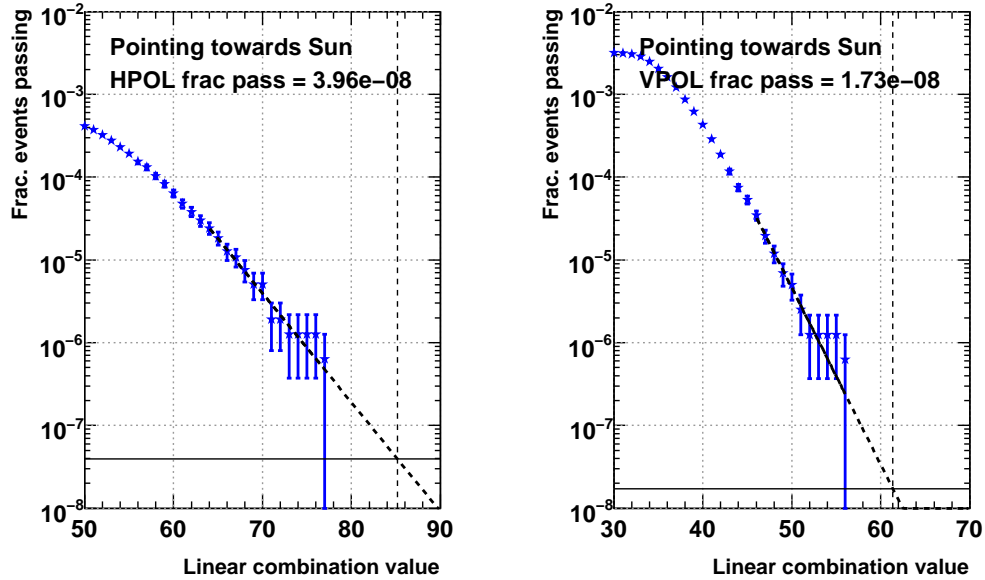 Frac. events passing
10−2
10−3
10−4
10−5
10−6
10−7
10−8
Pointing towards Sun
HPOL frac pass = 3.96e−08
50 60 70 80 90
Linear combination value
Frac. events passing
10−2
10−3
10−4
10−5
10−6
10−7
10−8
Pointing towards Sun
VPOL frac pass = 1.73e−08
30 40 50 60 70
Linear combination value